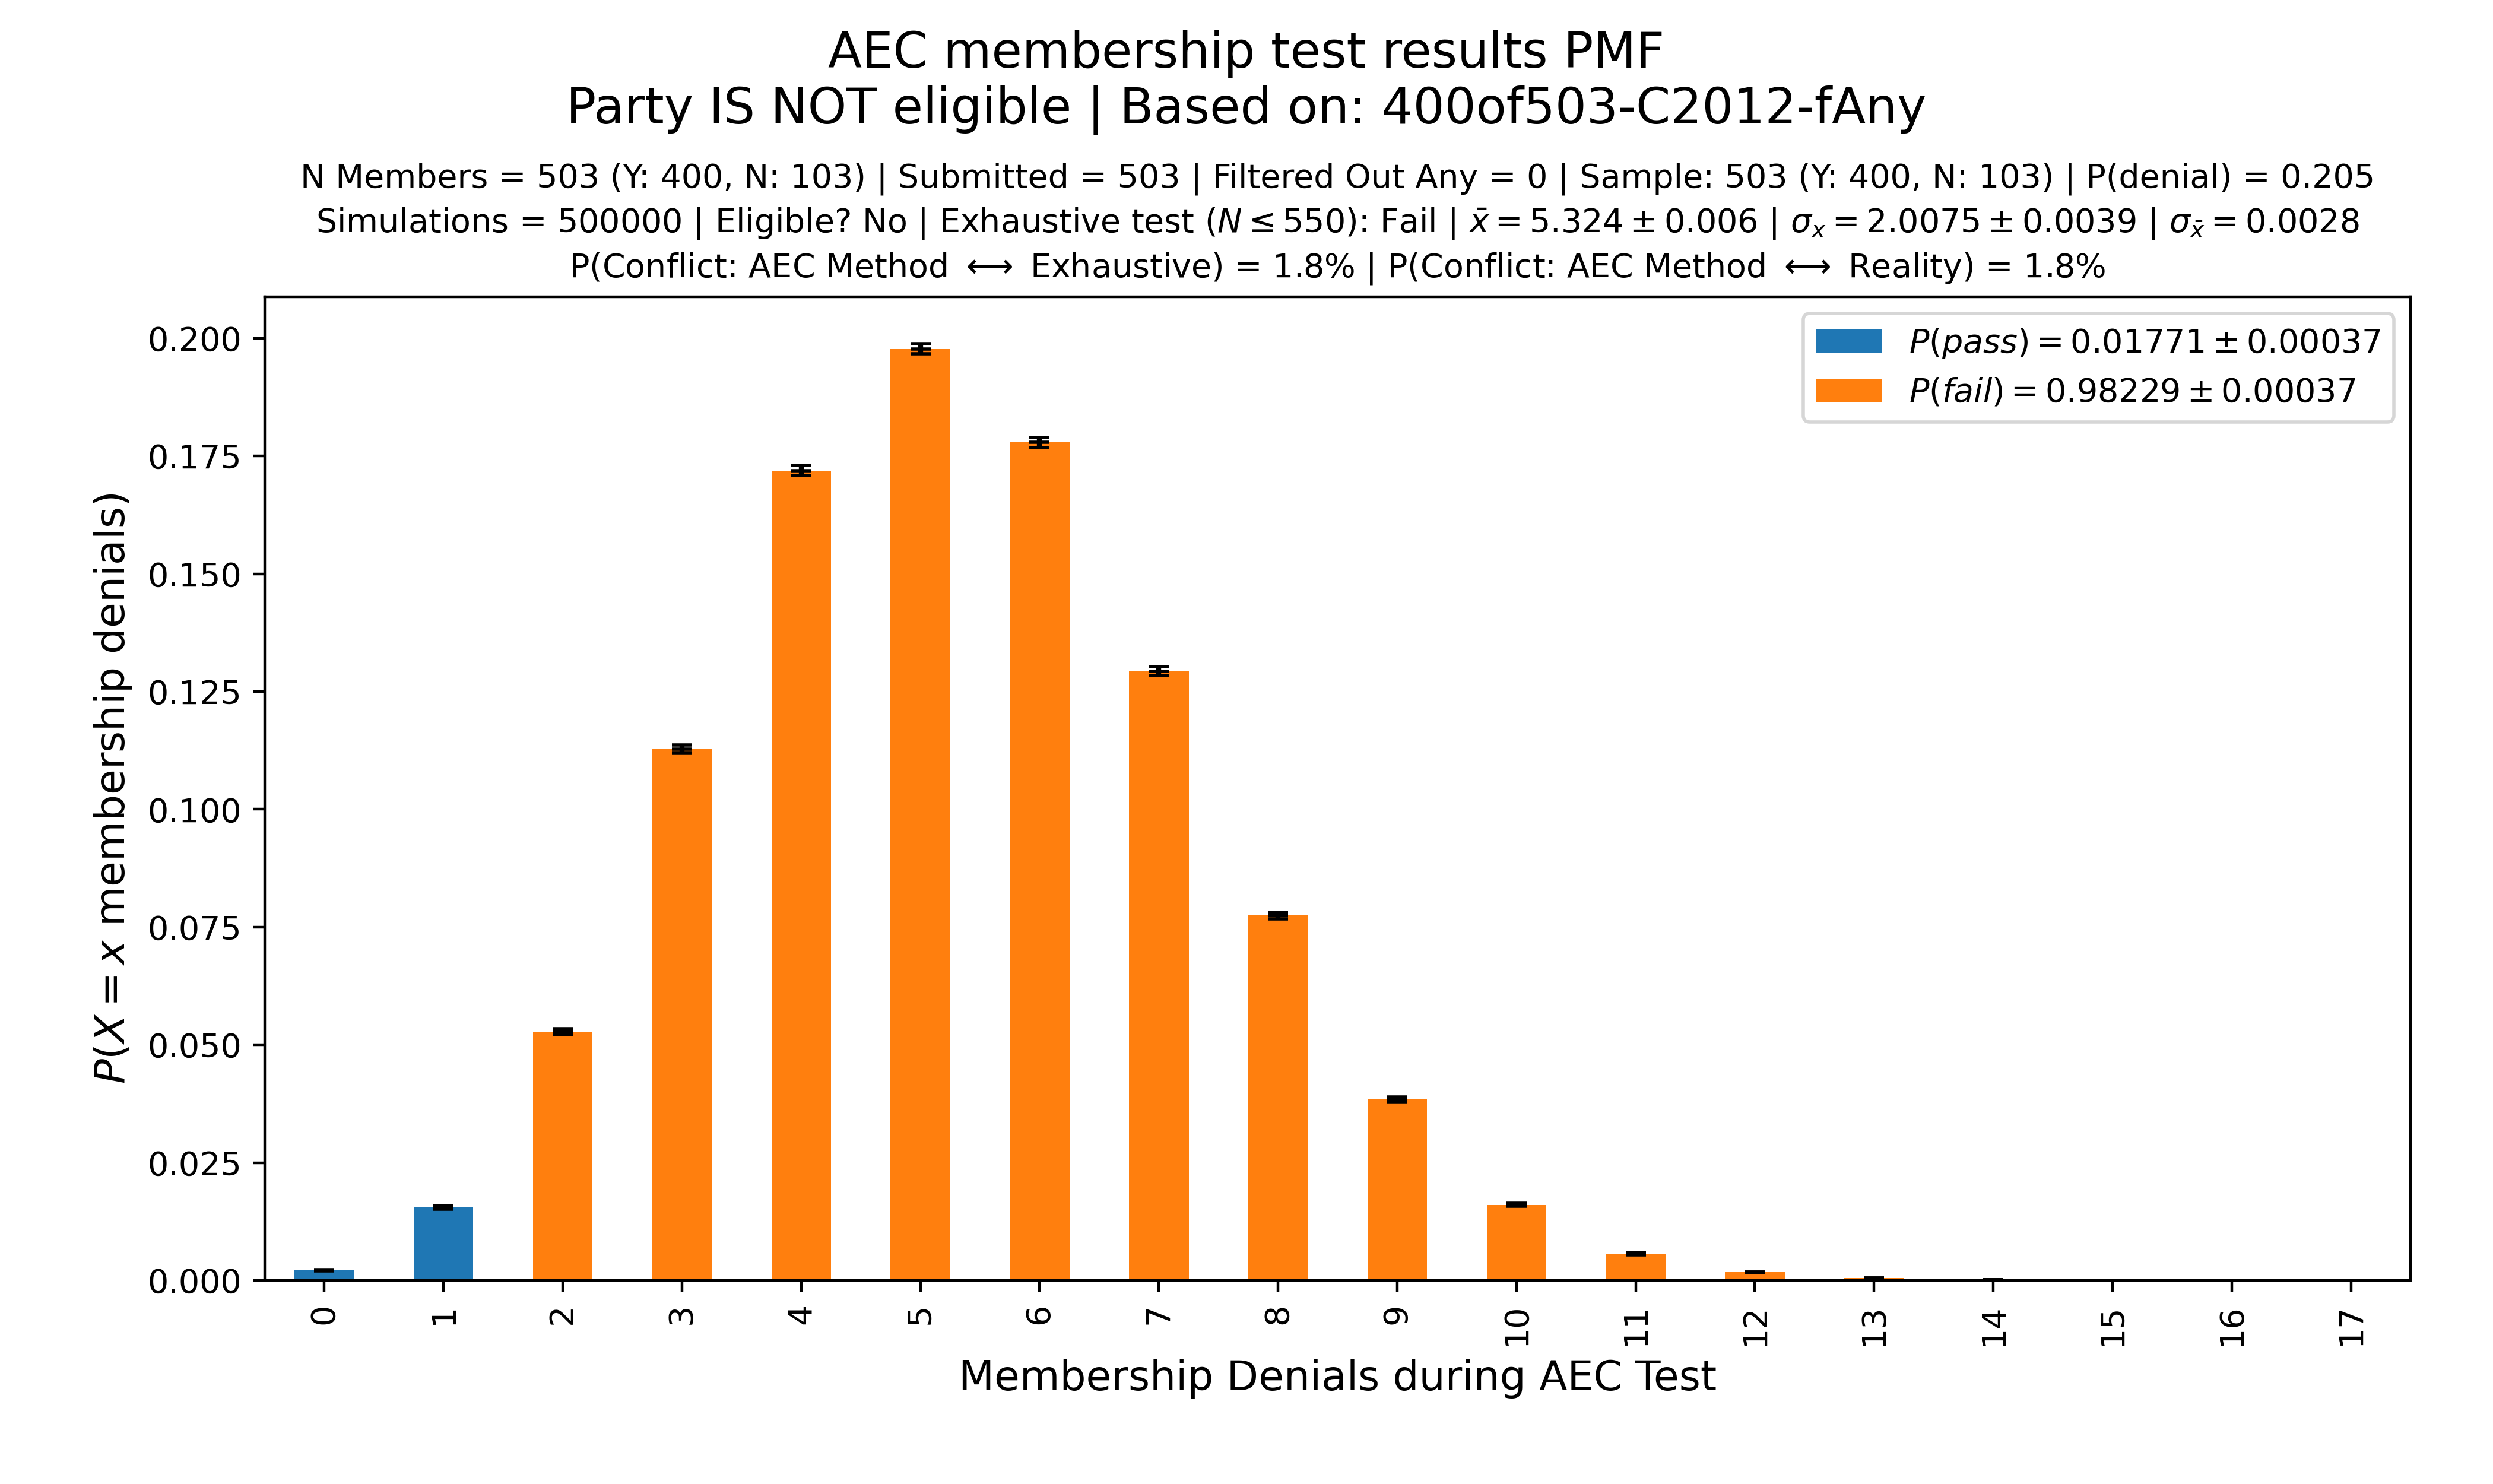 AEC membership test results PMF
Party IS NOT eligible | Based on: 400of503-C2012-fAny
N Members = 503 (Y: 400, N: 103) | Submitted = 503 | Filtered Out Any = 0 | Sample: 503 (Y: 400, N: 103) | P(denial) = 0.205
Simulations = 500000 | Eligible? No | Exhaustive test (N ≤ 550): Fail | x̄ = 5.324 ± 0.006 | σₓ = 2.0075 ± 0.0039 | σ_x̄ = 0.0028
P(Conflict: AEC Method ⟷ Exhaustive) = 1.8% | P(Conflict: AEC Method ⟷ Reality) = 1.8%
P(pass) = 0.01771 ± 0.00037
P(fail) = 0.98229 ± 0.00037
P(X = x membership denials)
0.200
0.175
0.150
0.125
0.100
0.075
0.050
0.025
0.000
0 1 2 3 4 5 6 7 8 9 10 11 12 13 14 15 16 17
Membership Denials during AEC Test